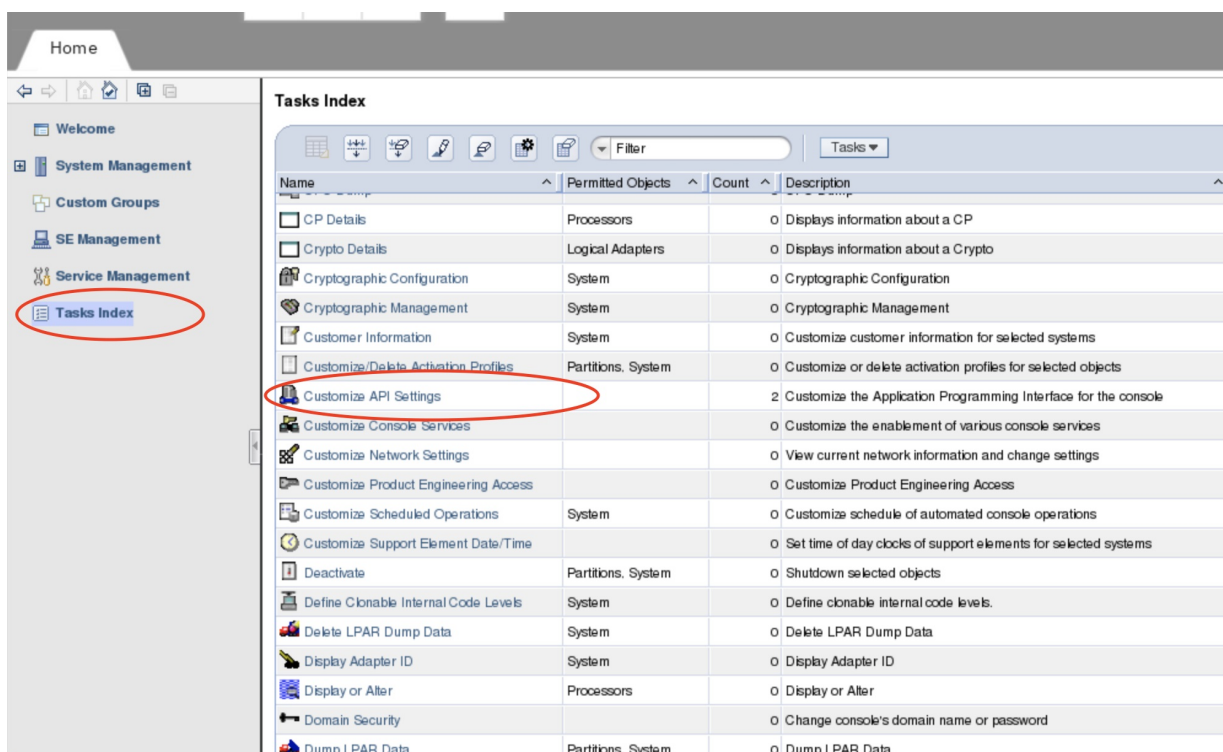 Home
Tasks Index
Welcome
System Management
Custom Groups
SE Management
Service Management
Tasks Index
Filter
Tasks
Name Permitted Objects Count Description
CP Details Processors 0 Displays information about a CP
Crypto Details Logical Adapters 0 Displays information about a Crypto
Cryptographic Configuration System 0 Cryptographic Configuration
Cryptographic Management System 0 Cryptographic Management
Customer Information System 0 Customize customer information for selected systems
Customize/Delete Activation Profiles Partitions, System 0 Customize or delete activation profiles for selected objects
Customize API Settings 2 Customize the Application Programming Interface for the console
Customize Console Services 0 Customize the enablement of various console services
Customize Network Settings 0 View current network information and change settings
Customize Product Engineering Access 0 Customize Product Engineering Access
Customize Scheduled Operations System 0 Customize schedule of automated console operations
Customize Support Element Date/Time 0 Set time of day clocks of support elements for selected systems
Deactivate Partitions, System 0 Shutdown selected objects
Define Clonable Internal Code Levels System 0 Define clonable internal code levels.
Delete LPAR Dump Data System 0 Delete LPAR Dump Data
Display Adapter ID System 0 Display Adapter ID
Display or Alter Processors 0 Display or Alter
Domain Security 0 Change console's domain name or password
Dump LPAR Data Partitions, System 0 Dump LPAR Data